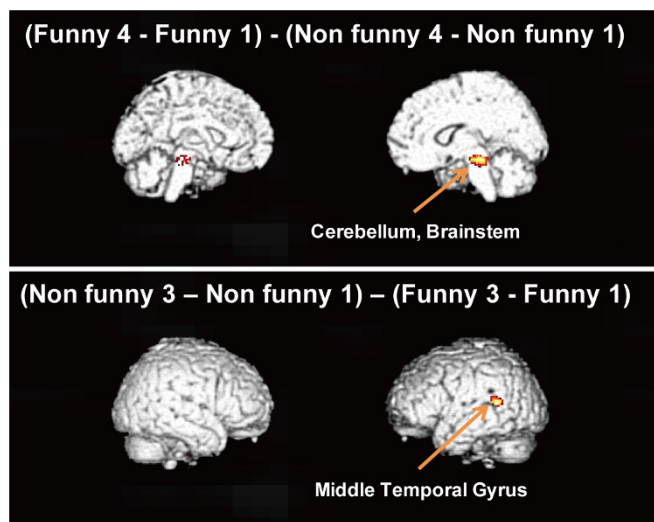 (Funny 4 - Funny 1) - (Non funny 4 - Non funny 1)
Cerebellum, Brainstem
(Non funny 3 – Non funny 1) – (Funny 3 - Funny 1)
Middle Temporal Gyrus